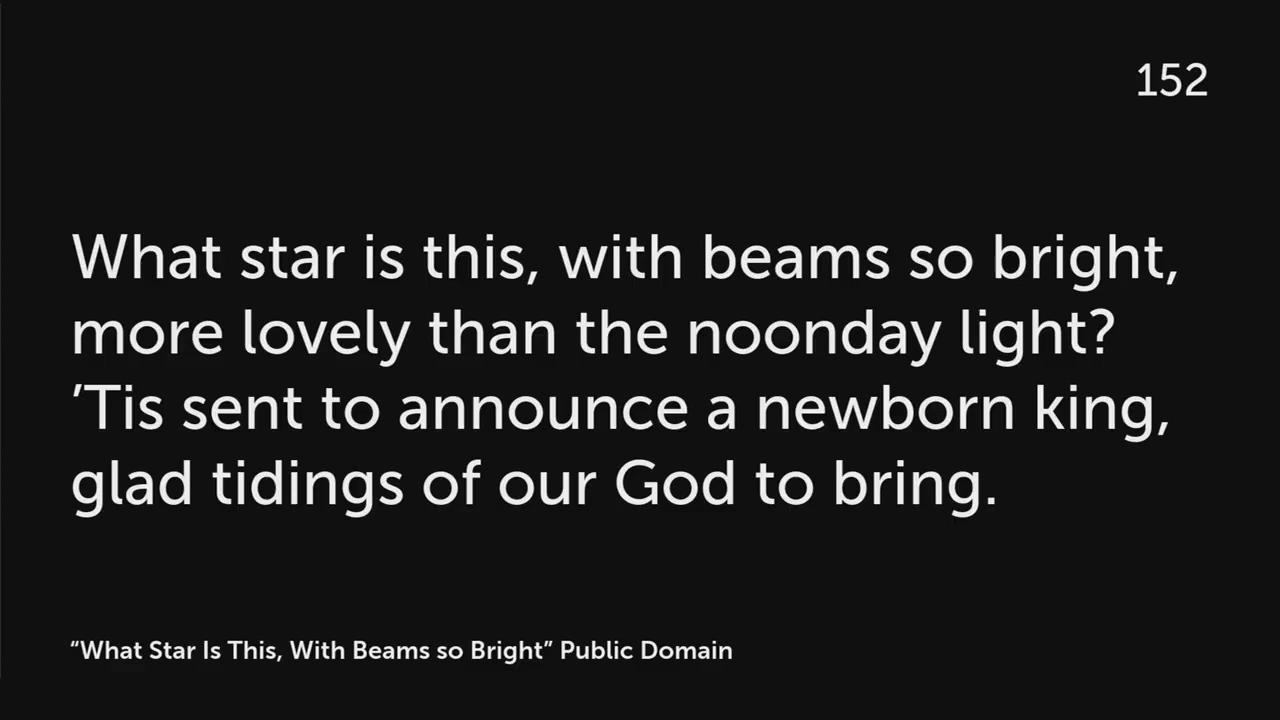 152
What star is this, with beams so bright,
more lovely than the noonday light?
’Tis sent to announce a newborn king,
glad tidings of our God to bring.
“What Star Is This, With Beams so Bright” Public Domain